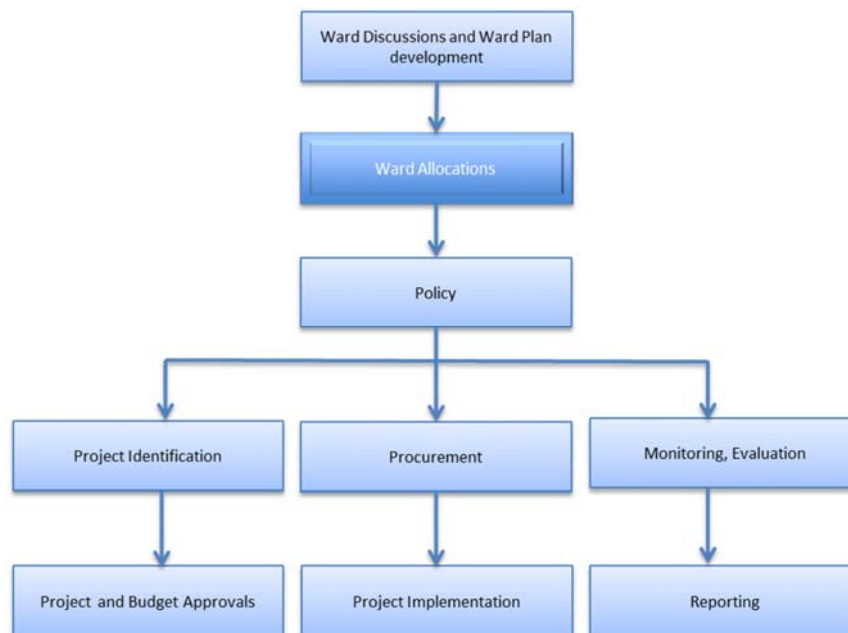 Ward Discussions and Ward Plan
development
Ward Allocations
Policy
Project Identification
Procurement
Monitoring, Evaluation
Project and Budget Approvals
Project Implementation
Reporting